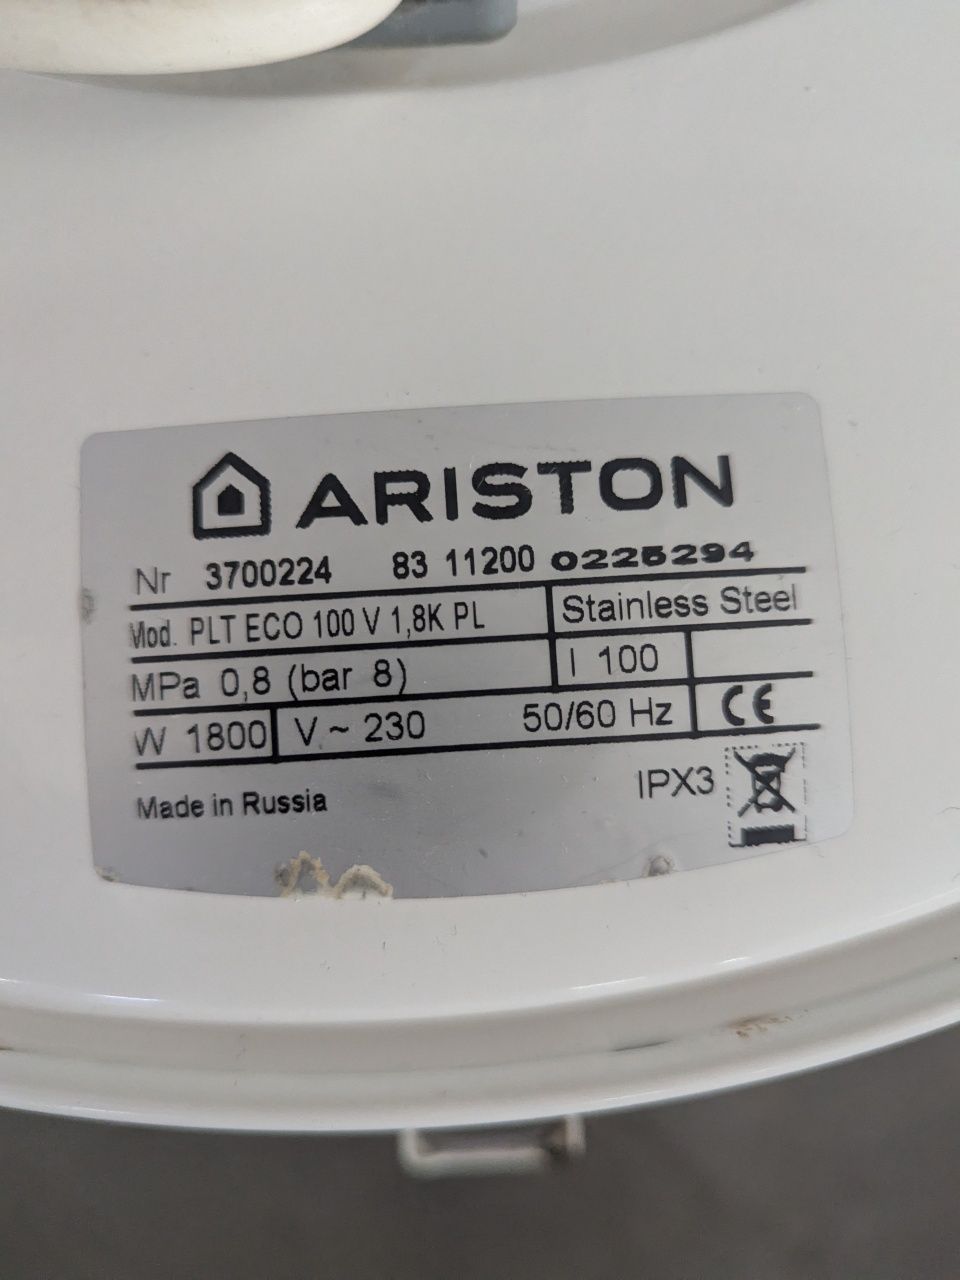 ARISTON
Nr 3700224 83 11200 0225294
Mod. PLT ECO 100 V 1,8K PL Stainless Steel
MPa 0,8 (bar 8) l 100
W 1800 V ~ 230 50/60 Hz CE
IPX3
Made in Russia